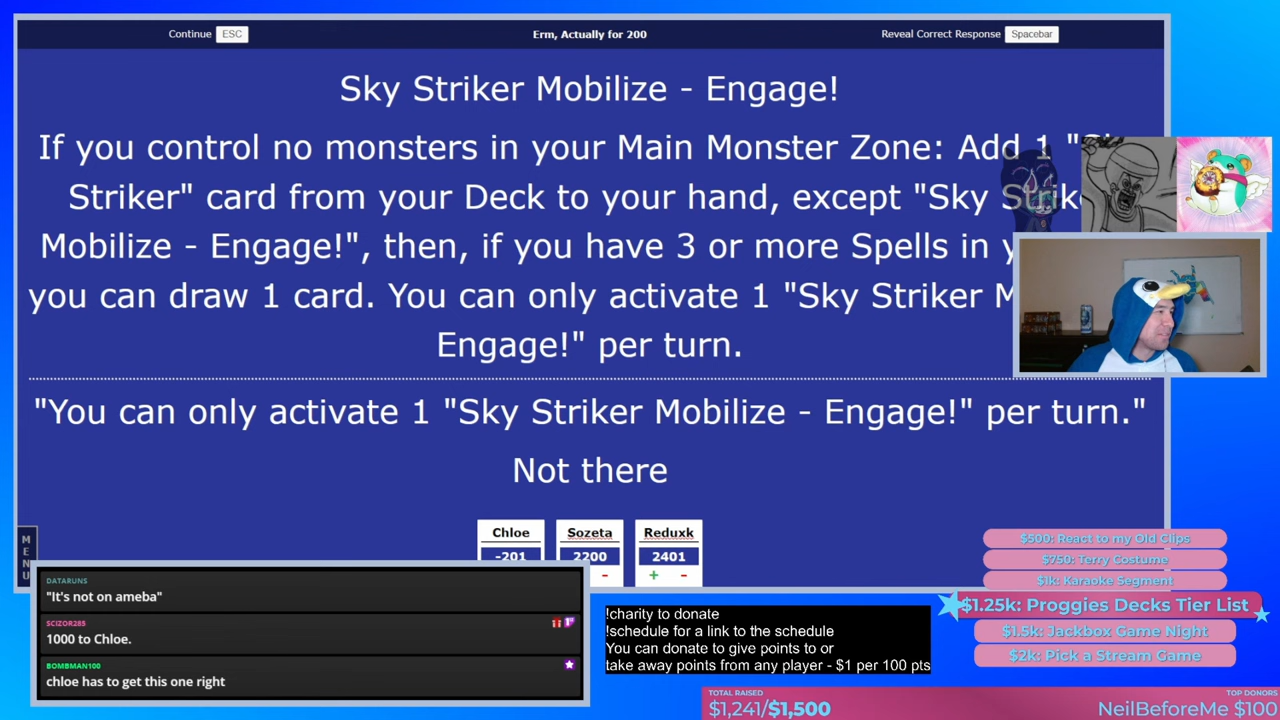 Continue ESC
Erm, Actually for 200
Reveal Correct Response Spacebar
Sky Striker Mobilize - Engage!
If you control no monsters in your Main Monster Zone: Add 1 "
Striker" card from your Deck to your hand, except "Sky
Mobilize - Engage!", then, if you have 3 or more Spells in
you can draw 1 card. You can only activate 1 "Sky Striker
Engage!" per turn.
"You can only activate 1 "Sky Striker Mobilize - Engage!" per turn."
Not there
MENU
Chloe
-201
Sozeta
2200
-
Reduxk
2401
+ -
DATARUNS
"It's not on ameba"
SCIZOR285
1000 to Chloe.
BOMBMAN100
chloe has to get this one right
!charity to donate
!schedule for a link to the schedule
You can donate to give points to or
take away points from any player - $1 per 100 pts
$500: React to my Old Clips
$750: Terry Costume
$1k: Karaoke Segment
$1.25k: Proggies Decks Tier List
$1.5k: Jackbox Game Night
$2k: Pick a Stream Game
TOTAL RAISED
$1,241/$1,500
TOP DONORS
NeilBeforeMe $100